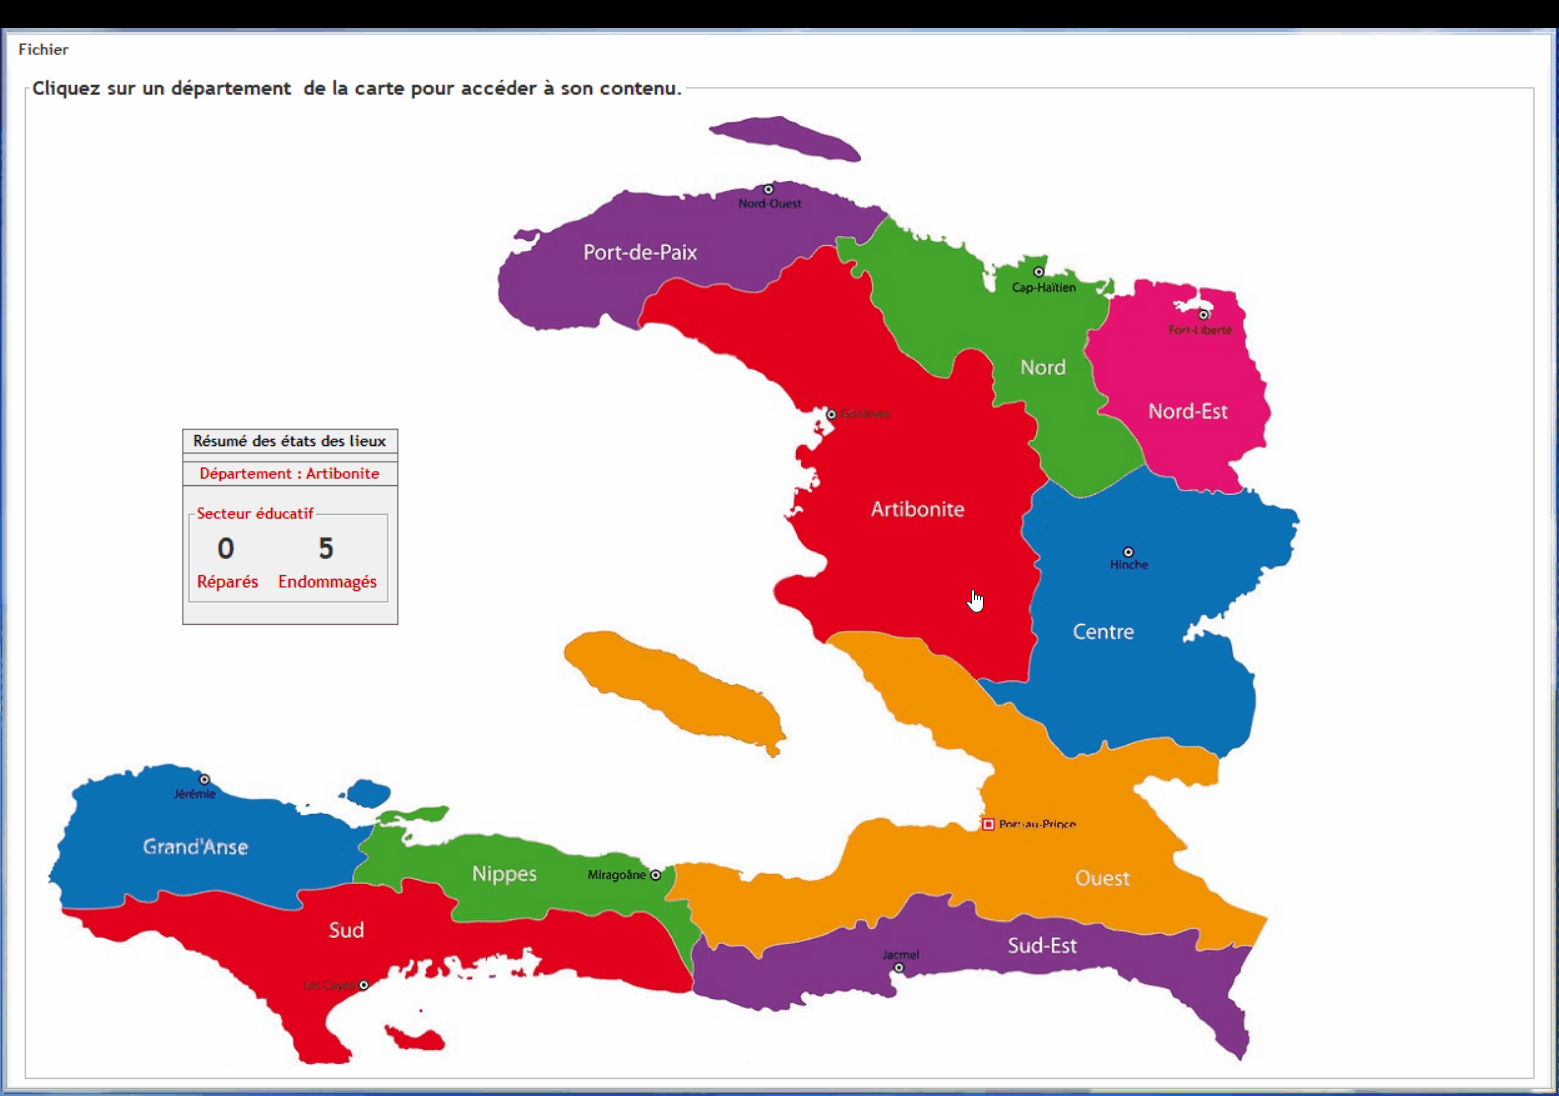 Fichier
Cliquez sur un département de la carte pour accéder à son contenu.
Nord-Ouest
Port-de-Paix
Cap-Haïtien
Fort-Liberté
Nord
Nord-Est
Gonaïves
Résumé des états des lieux
Département : Artibonite
Secteur éducatif
0 5
Réparés Endommagés
Artibonite
Hinche
Centre
Jérémie
Port-au-Prince
Grand'Anse
Nippes
Miragoâne
Ouest
Sud
Sud-Est
Jacmel
Les Cayes